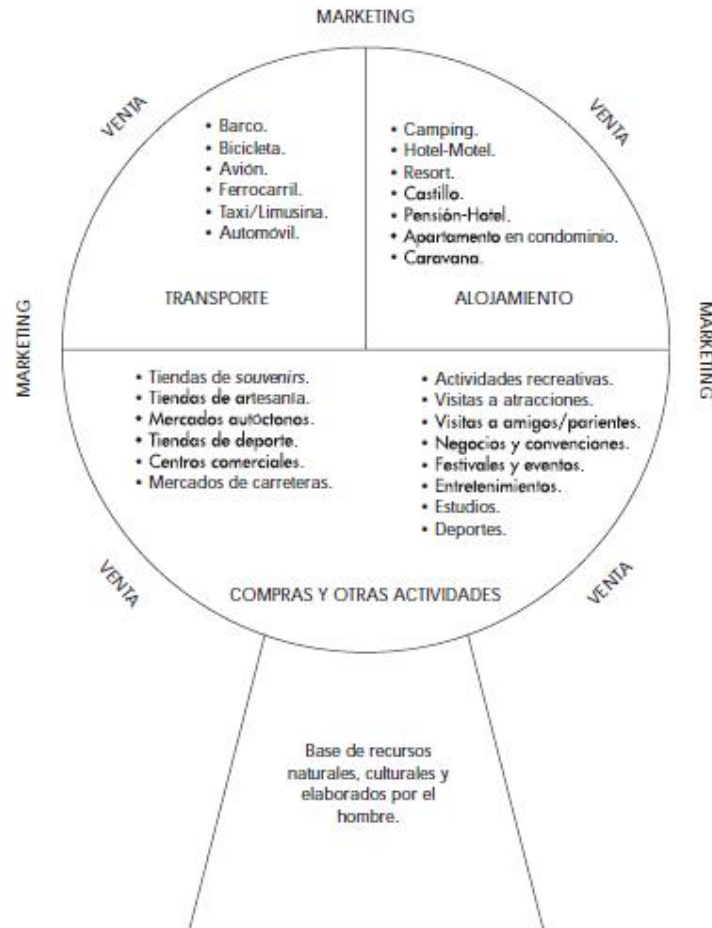 MARKETING
VENTA
VENTA
• Barco.
• Bicicleta.
• Avión.
• Ferrocarril.
• Taxi/Limusina.
• Automóvil.
TRANSPORTE
• Camping.
• Hotel-Motel.
• Resort.
• Castillo.
• Pensión-Hotel.
• Apartamento en condominio.
• Caravana.
ALOJAMIENTO
MARKETING
MARKETING
• Tiendas de souvenirs.
• Tiendas de artesanía.
• Mercados autóctonos.
• Tiendas de deporte.
• Centros comerciales.
• Mercados de carreteras.
• Actividades recreativas.
• Visitas a atracciones.
• Visitas a amigos/parientes.
• Negocios y convenciones.
• Festivales y eventos.
• Entretenimientos.
• Estudios.
• Deportes.
VENTA
VENTA
COMPRAS Y OTRAS ACTIVIDADES
Base de recursos
naturales, culturales y
elaborados por el
hombre.